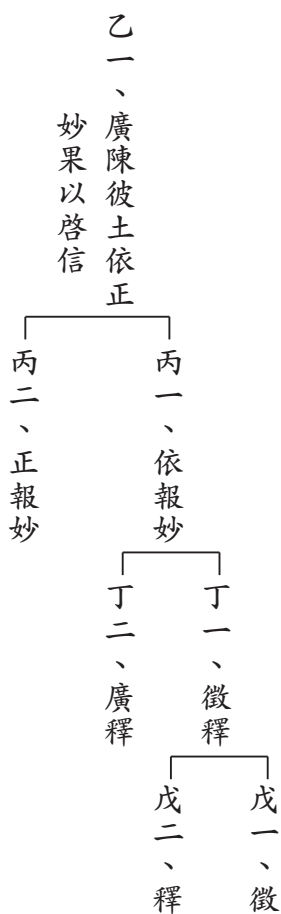 乙一、廣陳彼土依正
妙果以啓信
丙一、依報妙
丙二、正報妙
丁一、徵釋
丁二、廣釋
戊一、徵
戊二、釋